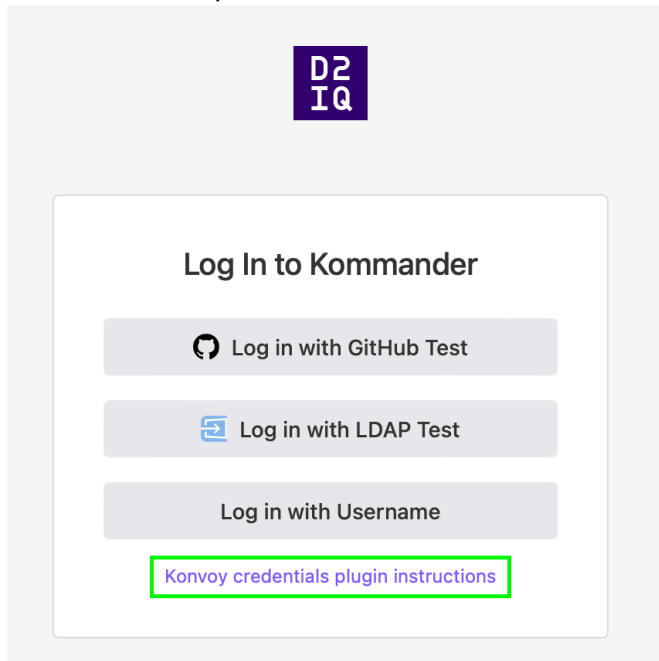 D2
IQ
Log In to Kommander
Log in with GitHub Test
Log in with LDAP Test
Log in with Username
Konvoy credentials plugin instructions